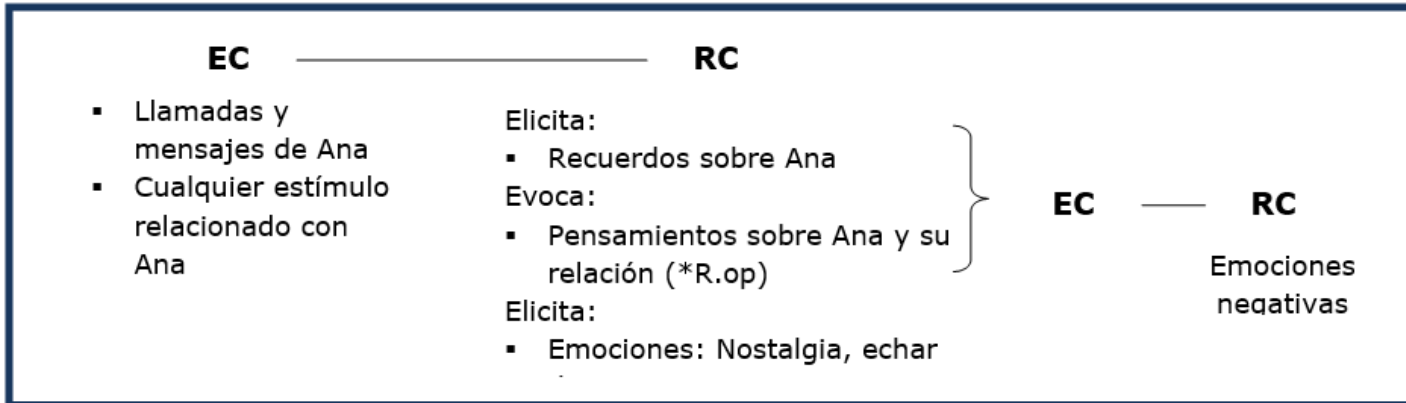 EC RC
Llamadas y
mensajes de Ana
Cualquier estímulo
relacionado con
Ana
Elicita:
Recuerdos sobre Ana
Evoca:
Pensamientos sobre Ana y su
relación (*R.op)
Elicita:
Emociones: Nostalgia, echar
EC RC
Emociones
negativas